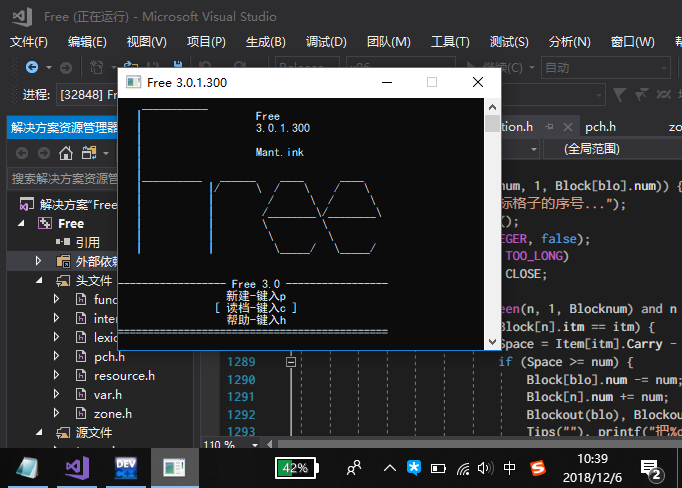 Free (正在运行) - Microsoft Visual Studio
文件(F) 编辑(E) 视图(V) 项目(P) 生成(B) 调试(D) 团队(M) 工具(T) 测试(S) 分析(N) 窗口(W)
继续(C) 自动
进程: [32848] Fre
Free 3.0.1.300
Free
3.0.1.300
Mant.ink
Free 3.0
新建-键入p
[ 读档-键入c ]
帮助-键入h
解决方案资源管理器
搜索解决方案资源管
解决方案"Free
Free
引用
外部依赖
头文件
func
inter
lexic
pch.h
resource.h
var.h
zone.h
源文件
tion.h pch.h zo
(全局范围)
num, 1, Block[blo].num)) {
标格子的序号...");
();
EGER, false);
TOO_LONG)
CLOSE;
een(n, 1, Blocknum) and n
Block[n].itm == itm) {
Space = Item[itm].Carry -
1289 if (Space >= num) {
1290 Block[blo].num -= num;
1291 Block[n].num += num;
1292 Blockout(blo), Blockou
1293 Tips(""), printf("把%d
110 %
DEV
42%
中
10:39
2018/12/6
2